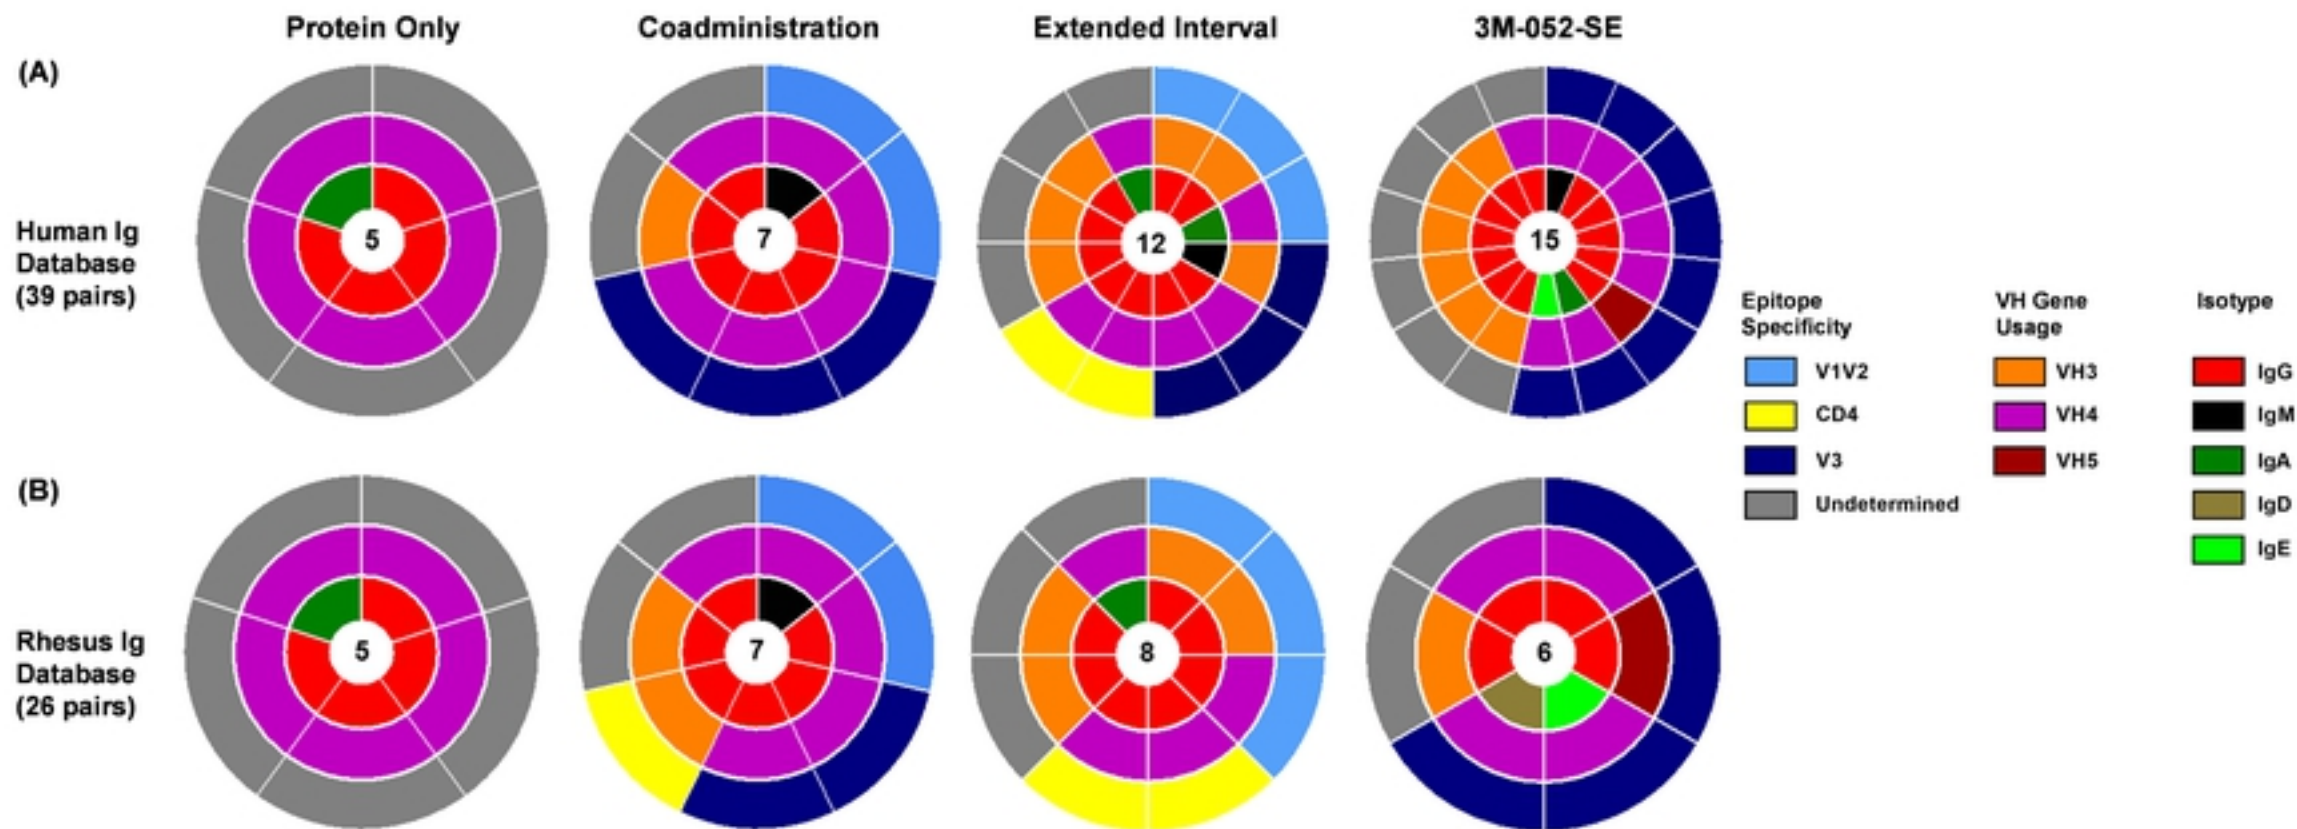 Protein Only
Coadministration
Extended Interval
3M-052-SE
(A)
Human Ig
Database
(39 pairs)
5
7
12
15
Epitope
Specificity
VH Gene
Usage
Isotype
V1V2
VH3
IgG
CD4
VH4
IgM
V3
VH5
IgA
Undetermined
IgD
IgE
(B)
Rhesus Ig
Database
(26 pairs)
5
7
8
6